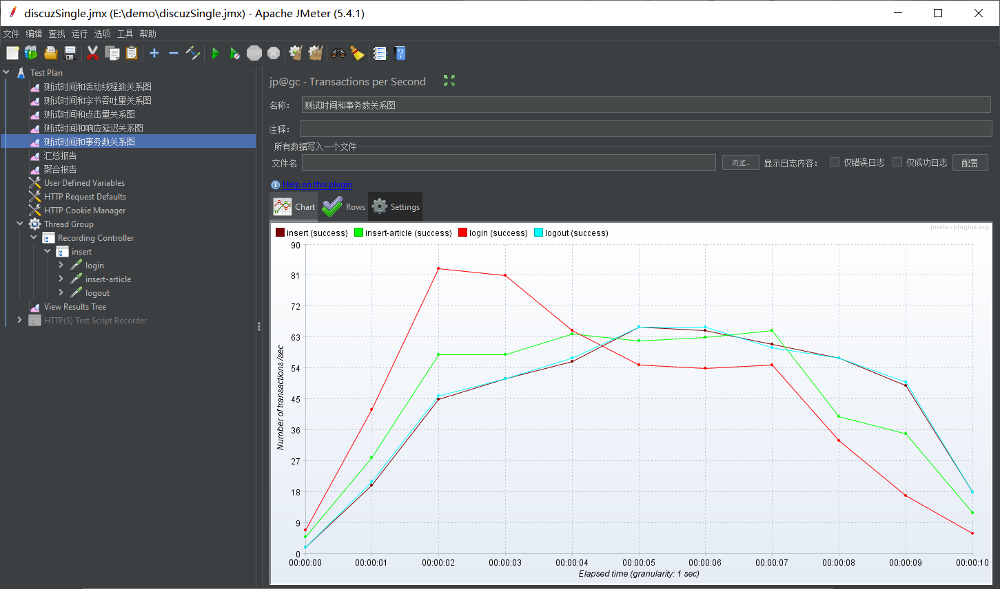 discuzSingle.jmx (E:\demo\discuzSingle.jmx) - Apache JMeter (5.4.1)
文件 编辑 查找 运行 选项 工具 帮助
STOP
Test Plan
测试时间和活动线程数关系图
测试时间和字节吞吐量关系图
测试时间和点击量关系图
测试时间和响应延迟关系图
测试时间和事务数关系图
汇总报告
聚合报告
User Defined Variables
HTTP Request Defaults
HTTP Cookie Manager
Thread Group
Recording Controller
insert
login
insert-article
logout
View Results Tree
HTTP(S) Test Script Recorder
jp@gc - Transactions per Second
名称： 测试时间和事务数关系图
注释：
所有数据写入一个文件
文件名 浏览... 显示日志内容： 仅错误日志 仅成功日志 配置
Help on this plugin
Chart Rows Settings
insert (success) insert-article (success) login (success) logout (success)
jmeter-plugins.org
90
81
72
63
54
45
36
27
18
9
0
Number of transactions /sec
00:00:00 00:00:01 00:00:02 00:00:03 00:00:04 00:00:05 00:00:06 00:00:07 00:00:08 00:00:09 00:00:10
Elapsed time (granularity: 1 sec)